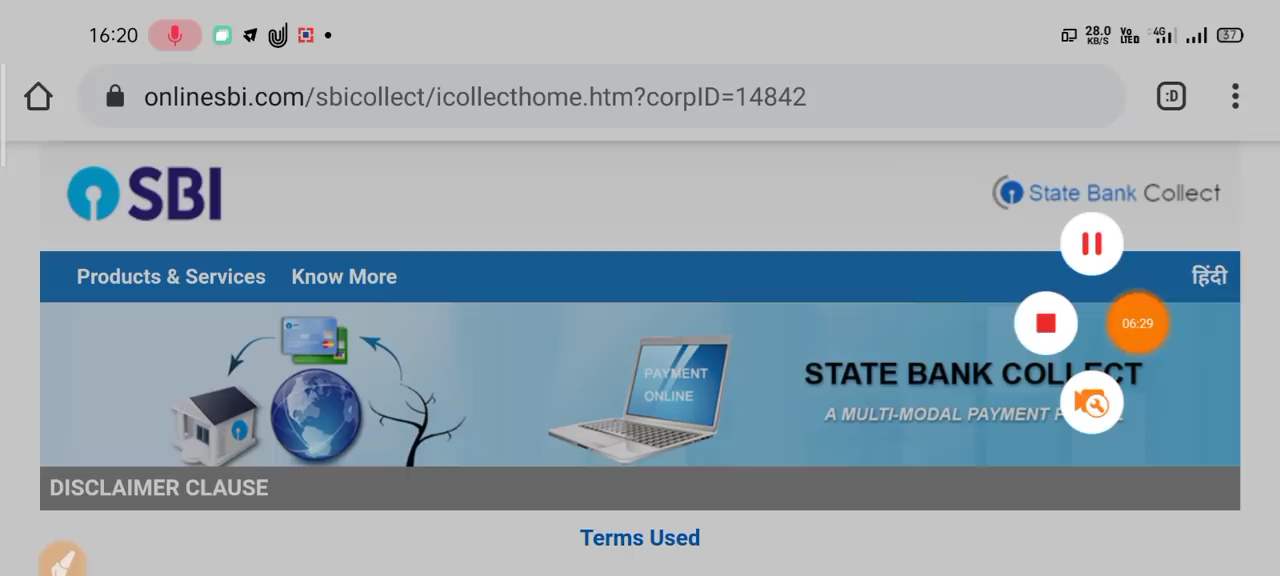 16:20
28.0
KB/S
Vo
LTED
4G
37
onlinesbi.com/sbicollect/icollecthome.htm?corpID=14842
:D
SBI
State Bank Collect
Products & Services Know More हिंदी
06:29
PAYMENT
ONLINE
STATE BANK COLLECT
A MULTI-MODAL PAYMENT P
DISCLAIMER CLAUSE
Terms Used